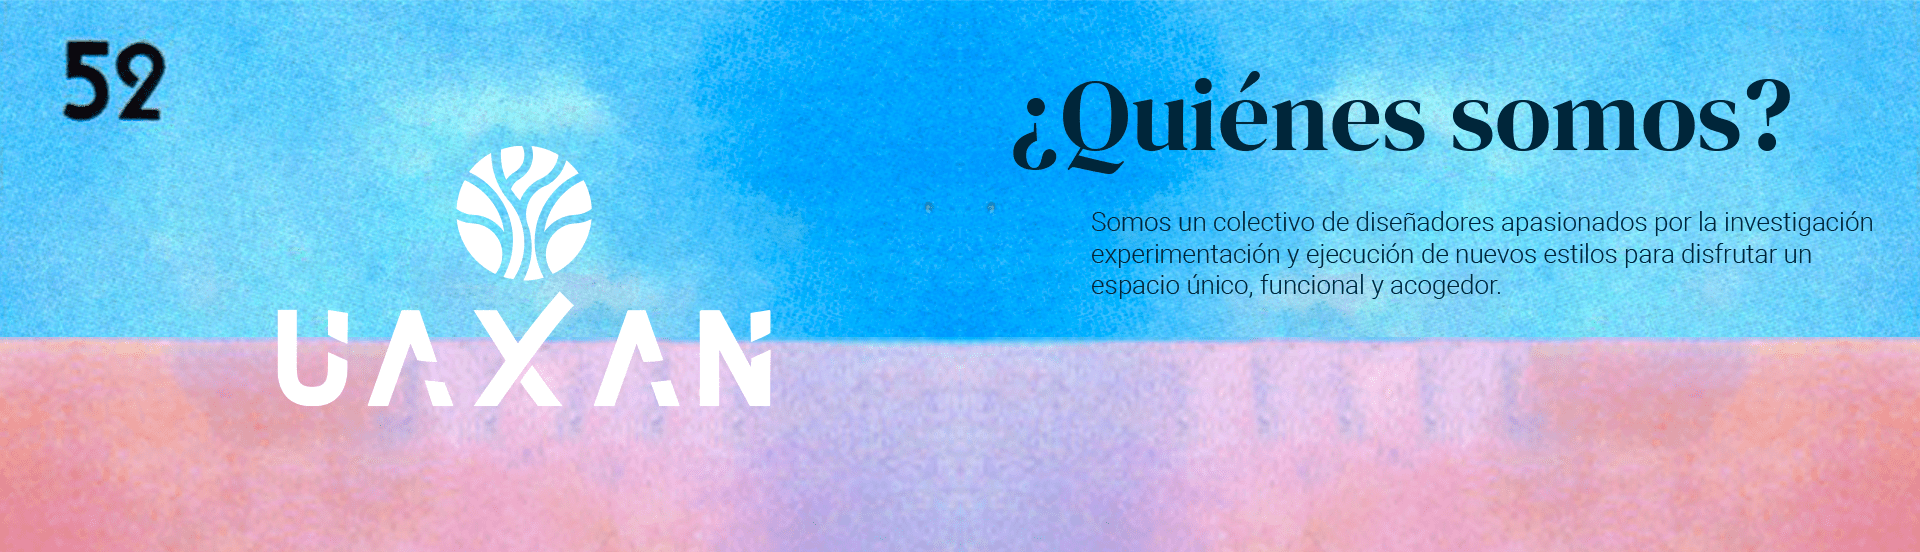 52
UAXAN
¿Quiénes somos?
Somos un colectivo de diseñadores apasionados por la investigación
experimentación y ejecución de nuevos estilos para disfrutar un
espacio único, funcional y acogedor.